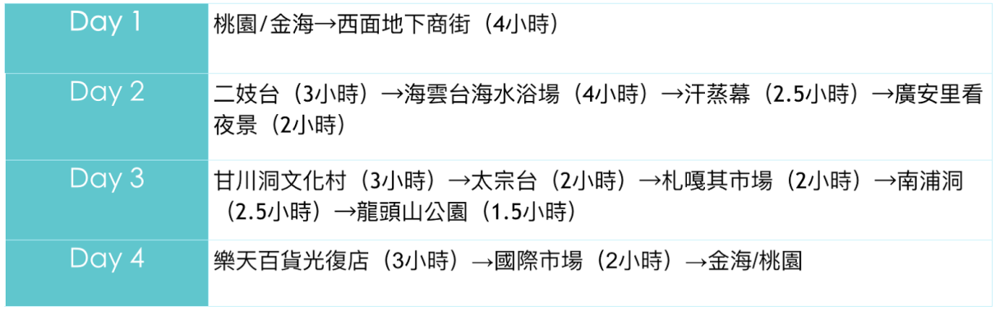 Day 1
桃園/金海→西面地下商街（4小時）
Day 2
二妓台（3小時）→海雲台海水浴場（4小時）→汗蒸幕（2.5小時）→廣安里看
夜景（2小時）
Day 3
甘川洞文化村（3小時）→太宗台（2小時）→札嘎其市場（2小時）→南浦洞
（2.5小時）→龍頭山公園（1.5小時）
Day 4
樂天百貨光復店（3小時）→國際市場（2小時）→金海/桃園